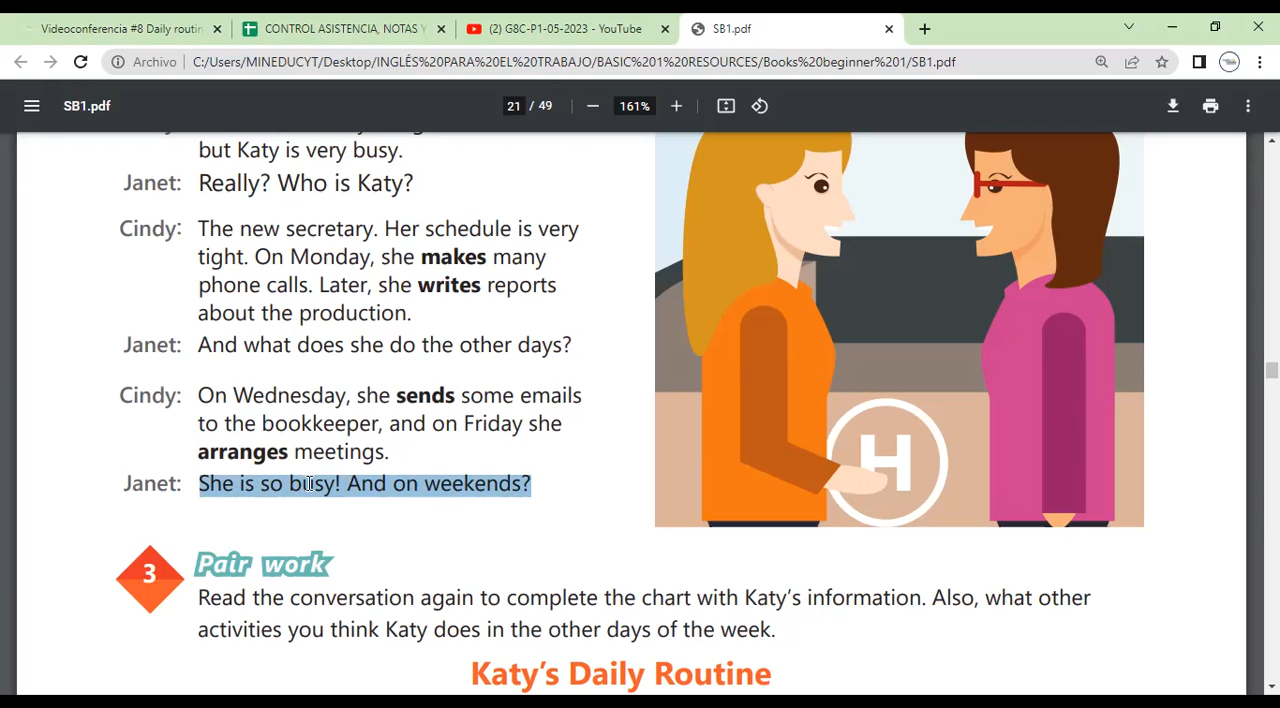 Videoconferencia #8 Daily routin
CONTROL ASISTENCIA, NOTAS Y
(2) G8C-P1-05-2023 - YouTube
SB1.pdf
Archivo
C:/Users/MINEDUCYT/Desktop/INGLÉS%20PARA%20EL%20TRABAJO/BASIC%201%20RESOURCES/Books%20beginner%201/SB1.pdf
SB1.pdf
21 / 49
161%
but Katy is very busy.
Janet: Really? Who is Katy?
Cindy: The new secretary. Her schedule is very
tight. On Monday, she makes many
phone calls. Later, she writes reports
about the production.
Janet: And what does she do the other days?
Cindy: On Wednesday, she sends some emails
to the bookkeeper, and on Friday she
arranges meetings.
Janet: She is so busy! And on weekends?
H
3
Pair work
Read the conversation again to complete the chart with Katy's information. Also, what other
activities you think Katy does in the other days of the week.
Katy's Daily Routine